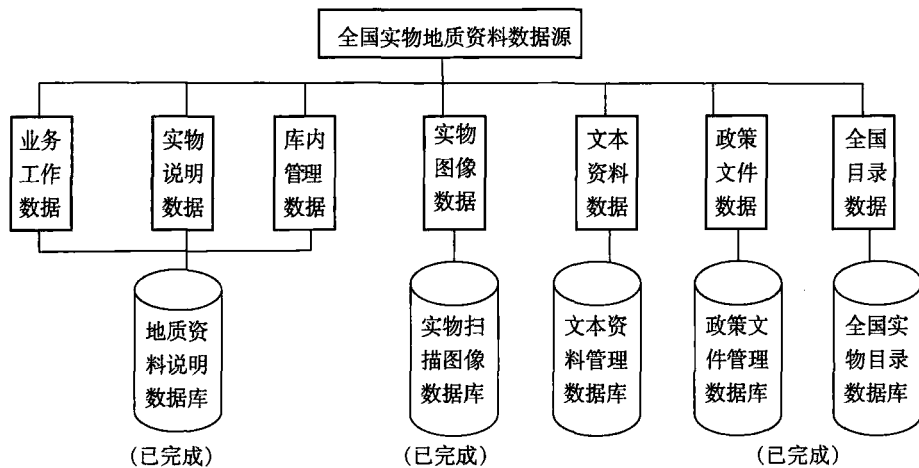 全国实物地质资料数据源
业务
工作
数据
实物
说明
数据
库内
管理
数据
实物
图像
数据
文本
资料
数据
政策
文件
数据
全国
目录
数据
地质资
料说明
数据库
实物扫
描图像
数据库
文本资
料管理
数据库
政策文
件管理
数据库
全国实
物目录
数据库
(已完成)
(已完成)
(已完成)